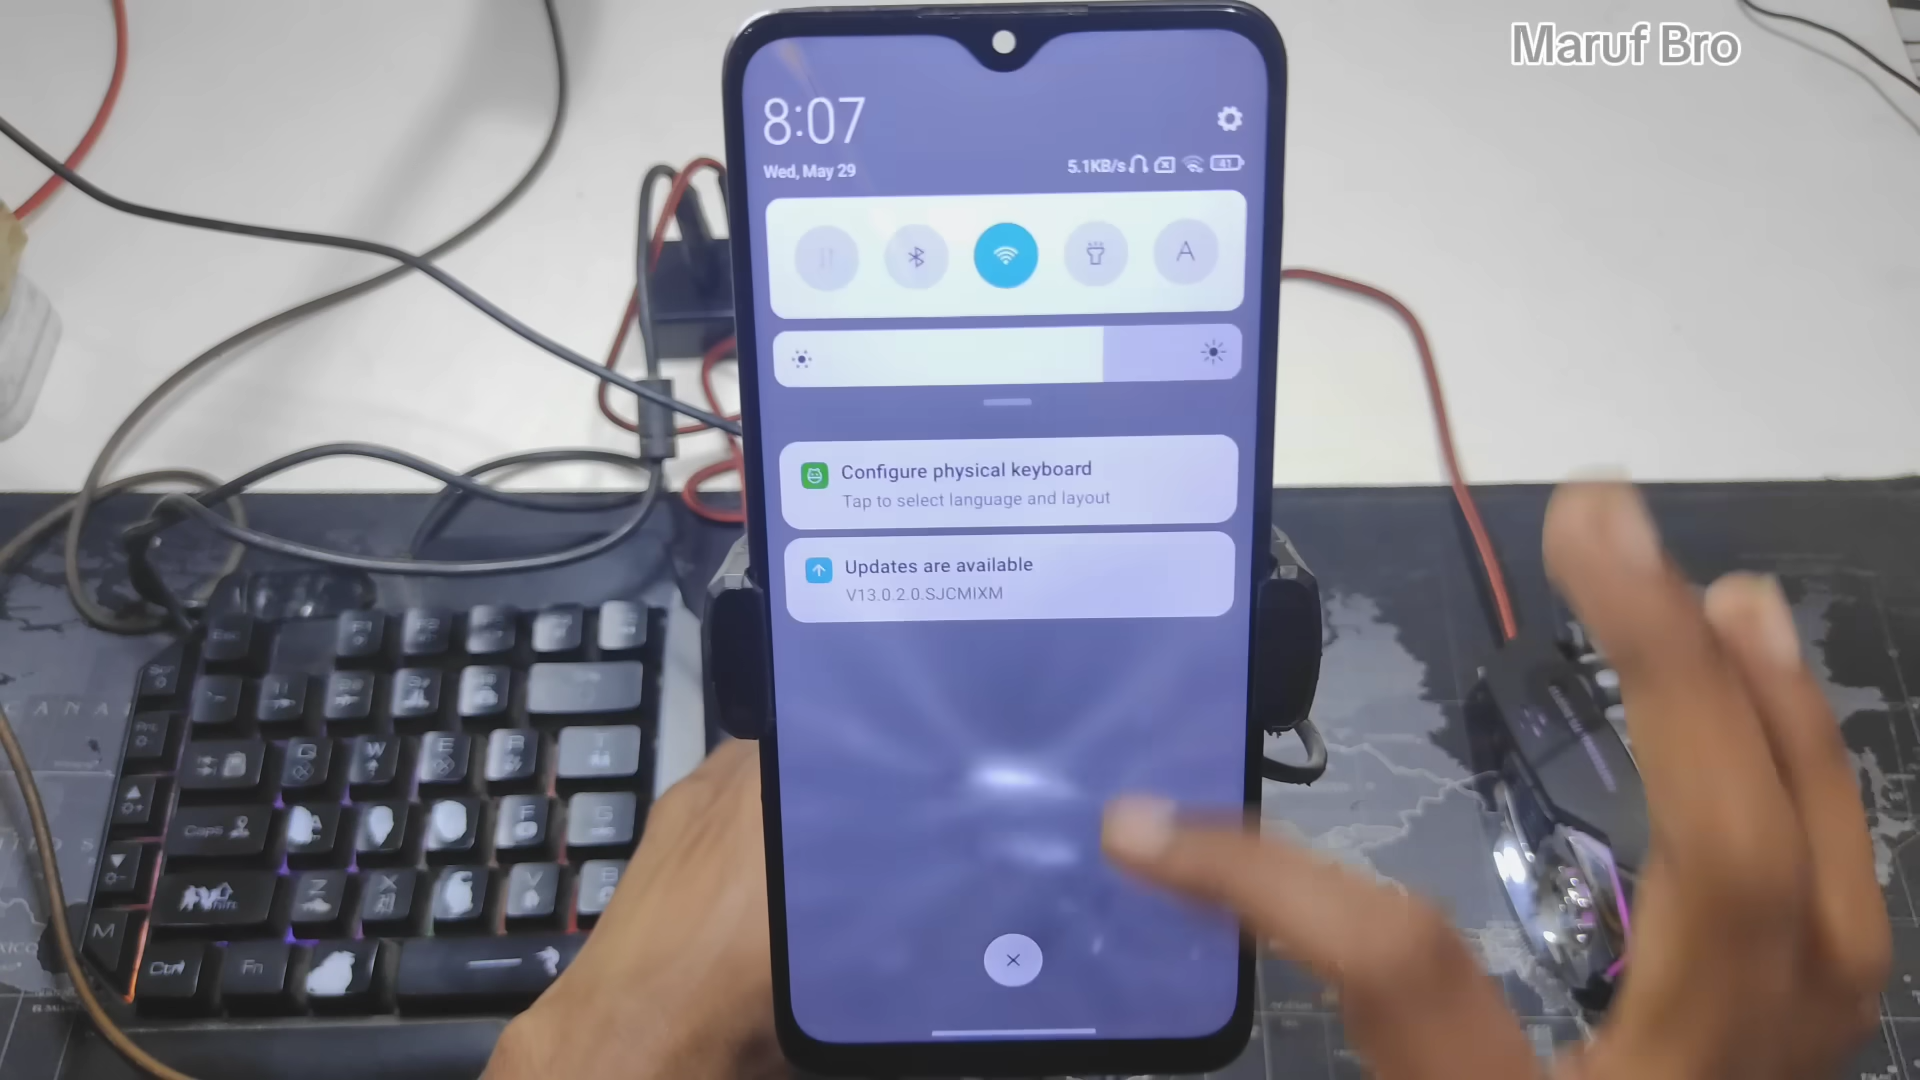 Maruf Bro
8:07
Wed, May 29
5.1KB/s
41
A
Configure physical keyboard
Tap to select language and layout
Updates are available
V13.0.2.0.SJCMIXM
W
E
R
T
Caps
F
G
Z
X
V
B
M
Ctrl
Fn